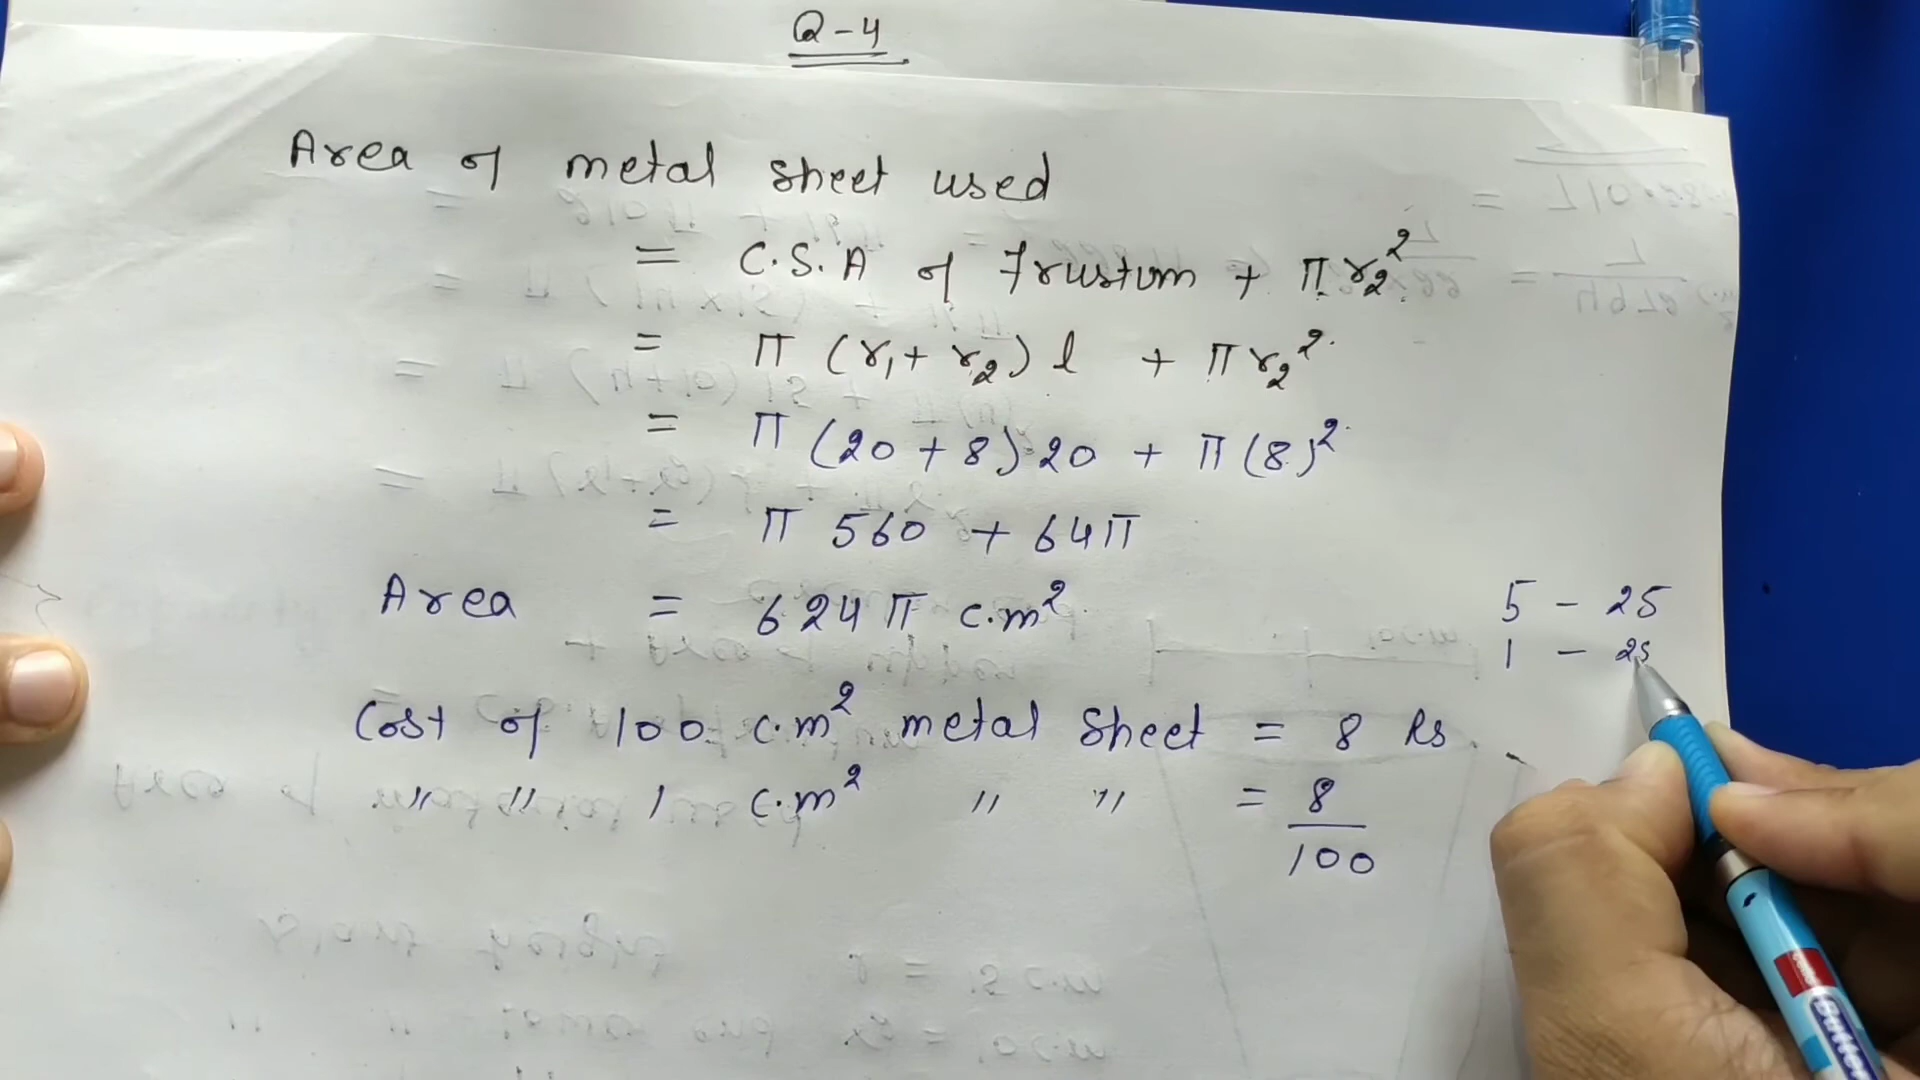 Q-4
Area of metal sheet used
= C.S.A of Frustum + πr₂²
= π (r₁ + r₂) l + πr₂²
= π (20 + 8) 20 + π (8)²
= π 560 + 64π
Area = 624π c.m²
5 - 25
1 - 25
Cost of 100 c.m² metal Sheet = 8 Rs.
" " 1 c.m² " " = 8/100